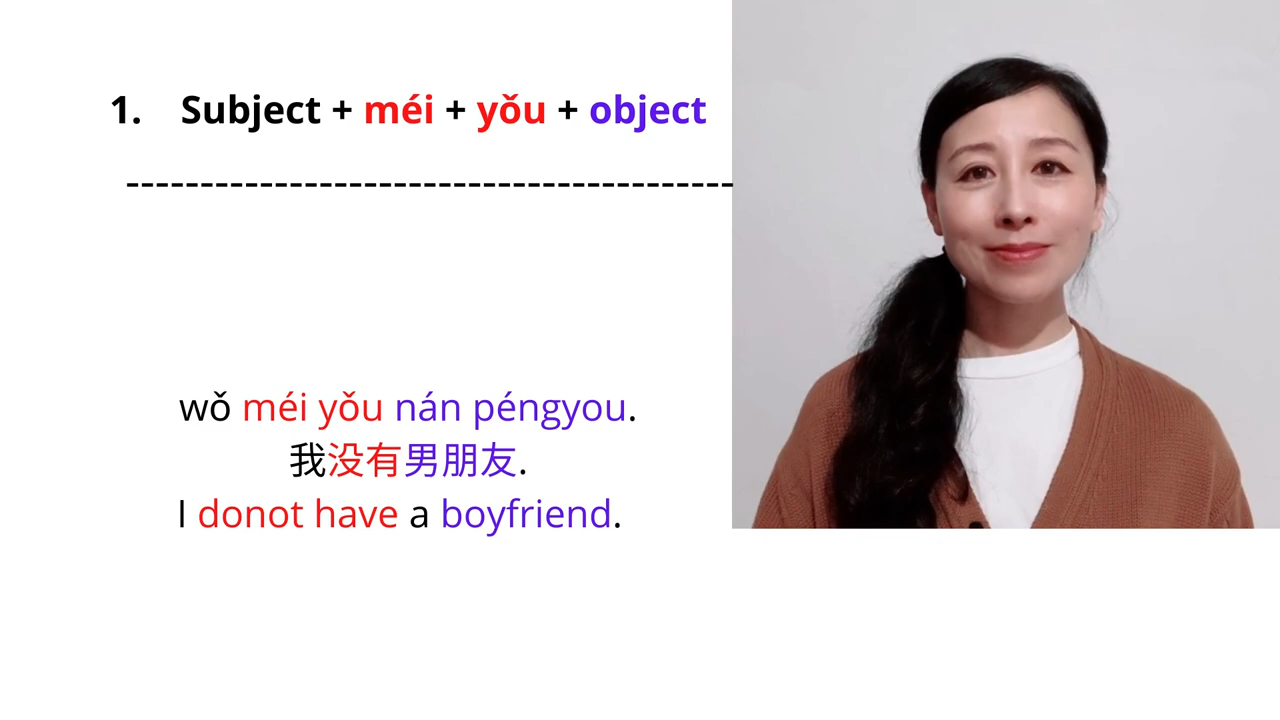 1. Subject + méi + yǒu + object
-----------------------------------------
wǒ méi yǒu nán péngyou.
我没有男朋友.
I donot have a boyfriend.